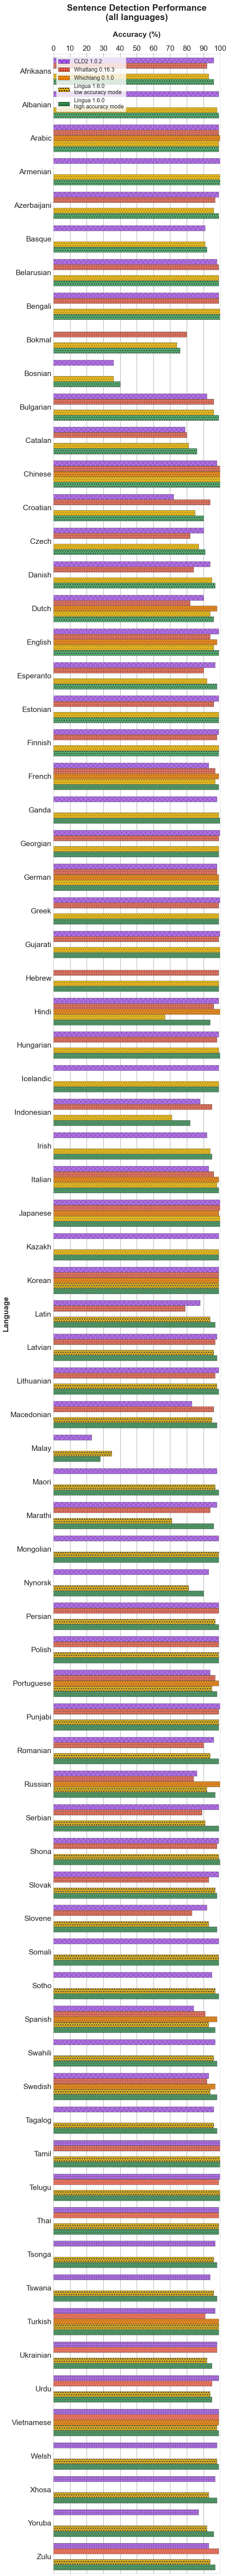 Sentence Detection Performance
(all languages)
Accuracy (%)
0 10 20 30 40 50 60 70 80 90 100
CLD2 1.0.2
Whatlang 0.16.3
Whichlang 0.1.0
Lingua 1.6.0
low accuracy mode
Lingua 1.6.0
high accuracy mode
Language
Afrikaans
Albanian
Arabic
Armenian
Azerbaijani
Basque
Belarusian
Bengali
Bokmal
Bosnian
Bulgarian
Catalan
Chinese
Croatian
Czech
Danish
Dutch
English
Esperanto
Estonian
Finnish
French
Ganda
Georgian
German
Greek
Gujarati
Hebrew
Hindi
Hungarian
Icelandic
Indonesian
Irish
Italian
Japanese
Kazakh
Korean
Latin
Latvian
Lithuanian
Macedonian
Malay
Maori
Marathi
Mongolian
Nynorsk
Persian
Polish
Portuguese
Punjabi
Romanian
Russian
Serbian
Shona
Slovak
Slovene
Somali
Sotho
Spanish
Swahili
Swedish
Tagalog
Tamil
Telugu
Thai
Tsonga
Tswana
Turkish
Ukrainian
Urdu
Vietnamese
Welsh
Xhosa
Yoruba
Zulu